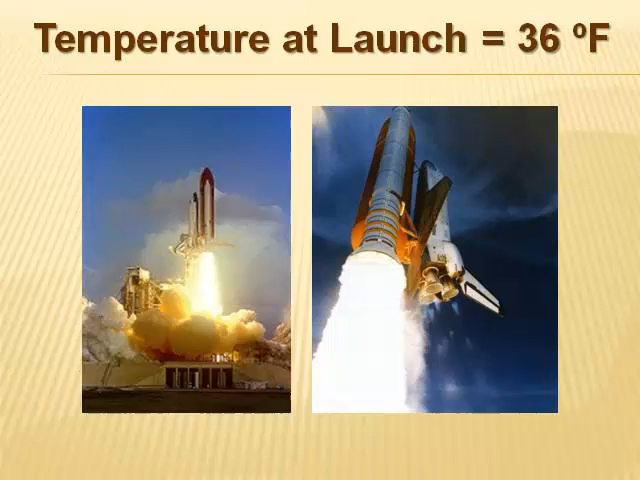 Temperature at Launch = 36 ºF